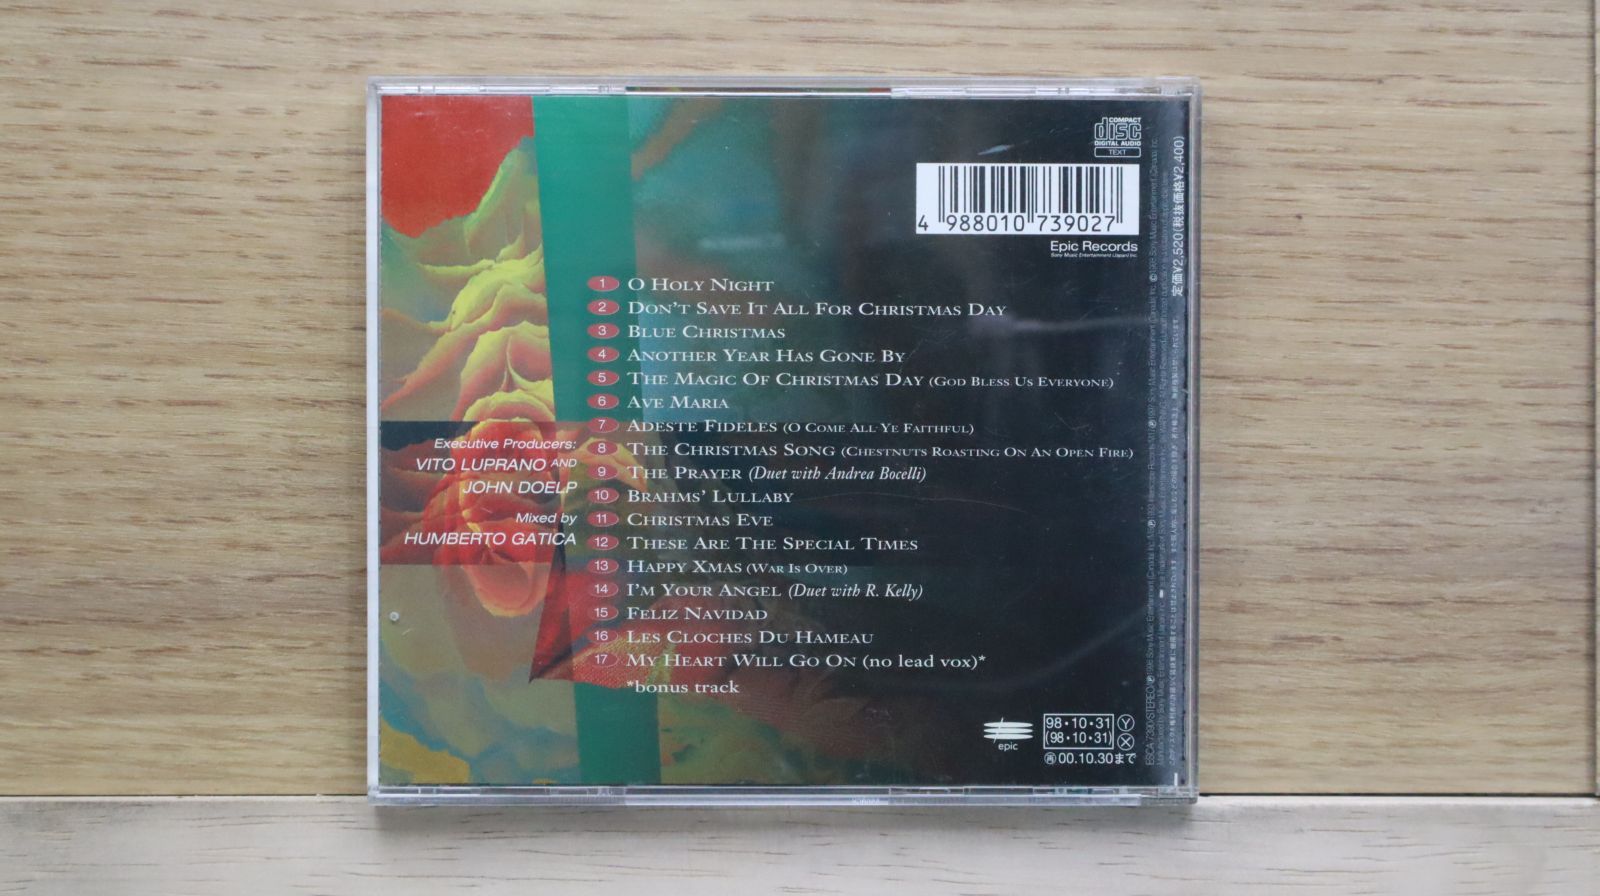 COMPACT
disc
DIGITAL AUDIO
TEXT
4 988010 739027
Epic Records
Sony Music Entertainment (Japan) Inc.
1 O HOLY NIGHT
2 DON'T SAVE IT ALL FOR CHRISTMAS DAY
3 BLUE CHRISTMAS
4 ANOTHER YEAR HAS GONE BY
5 THE MAGIC OF CHRISTMAS DAY (GOD BLESS US EVERYONE)
6 AVE MARIA
7 ADESTE FIDELES (O COME ALL YE FAITHFUL)
8 THE CHRISTMAS SONG (CHESTNUTS ROASTING ON AN OPEN FIRE)
9 THE PRAYER (Duet with Andrea Bocelli)
10 BRAHMS' LULLABY
11 CHRISTMAS EVE
12 THESE ARE THE SPECIAL TIMES
13 HAPPY XMAS (WAR IS OVER)
14 I'M YOUR ANGEL (Duet with R. Kelly)
15 FELIZ NAVIDAD
16 LES CLOCHES DU HAMEAU
17 MY HEART WILL GO ON (no lead vox)*
*bonus track
Executive Producers:
VITO LUPRANO AND
JOHN DOELP
Mixed by
HUMBERTO GATICA
epic
98・10・31 Y
(98・10・31) X
再 00.10.30まで
定価¥2,520(税抜価格¥2,400)
ESCA 7390/STEREO/